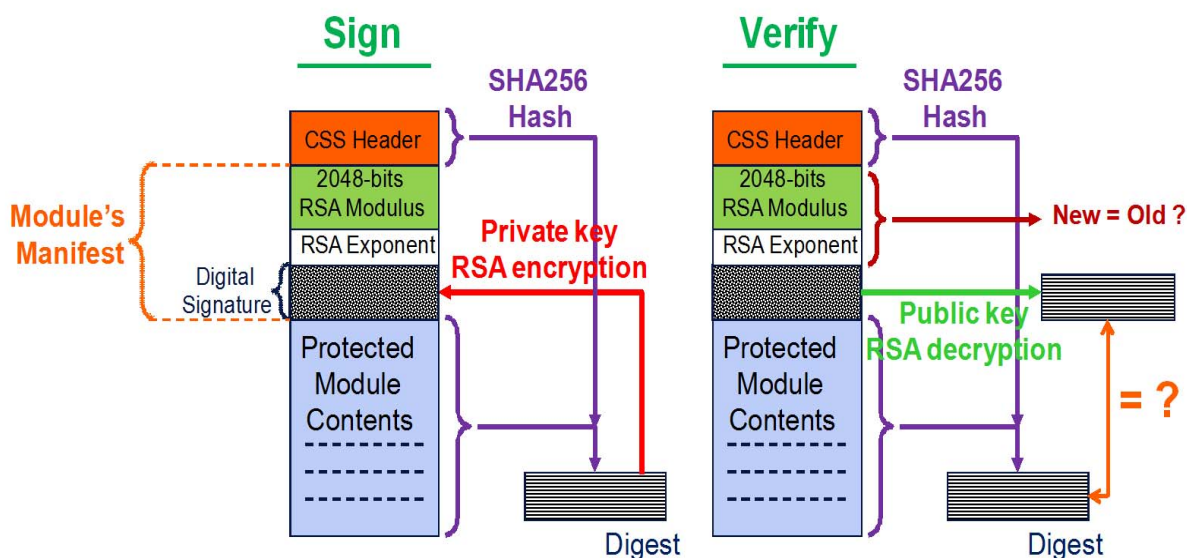 Sign
SHA256
Hash
CSS Header
2048-bits
RSA Modulus
RSA Exponent
Module's
Manifest
Digital
Signature
Private key
RSA encryption
Protected
Module
Contents
Digest
Verify
SHA256
Hash
CSS Header
2048-bits
RSA Modulus
RSA Exponent
New = Old ?
Public key
RSA decryption
Protected
Module
Contents
= ?
Digest